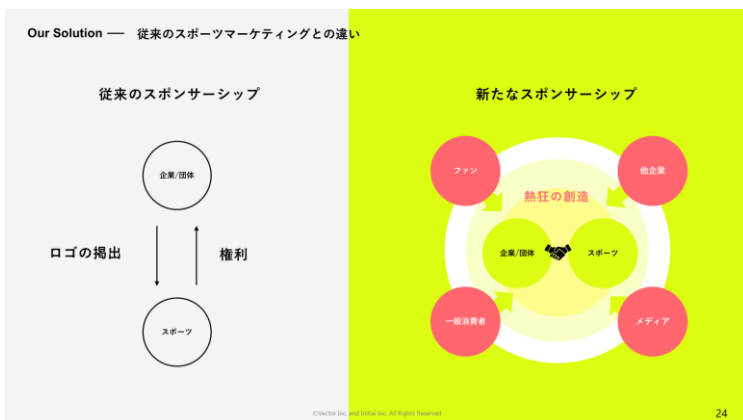 Our Solution ― 従来のスポーツマーケティングとの違い
従来のスポンサーシップ
企業/団体
ロゴの掲出
権利
スポーツ
新たなスポンサーシップ
ファン
他企業
熱狂の創造
企業/団体
スポーツ
一般消費者
メディア
©Vector Inc. and Initial Inc. All Rights Reserved
24